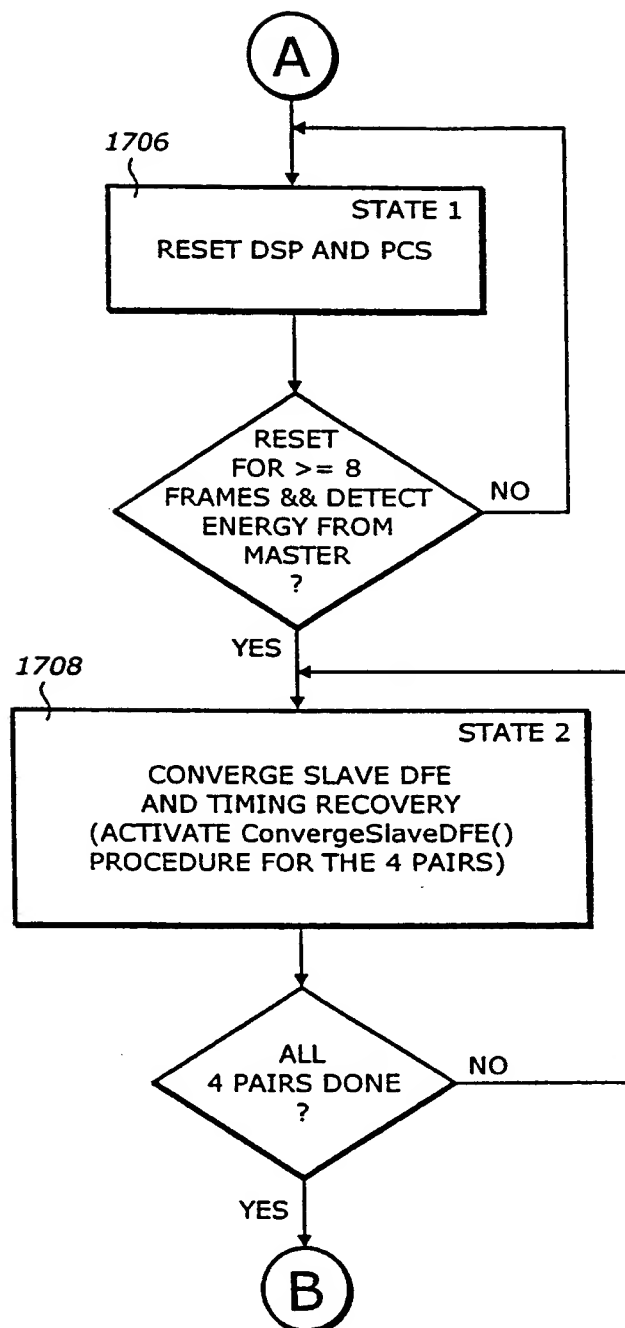 A
1706
STATE 1
RESET DSP AND PCS
RESET
FOR >= 8
FRAMES && DETECT
ENERGY FROM
MASTER
?
NO
YES
1708
STATE 2
CONVERGE SLAVE DFE
AND TIMING RECOVERY
(ACTIVATE ConvergeSlaveDFE()
PROCEDURE FOR THE 4 PAIRS)
ALL
4 PAIRS DONE
?
NO
YES
B